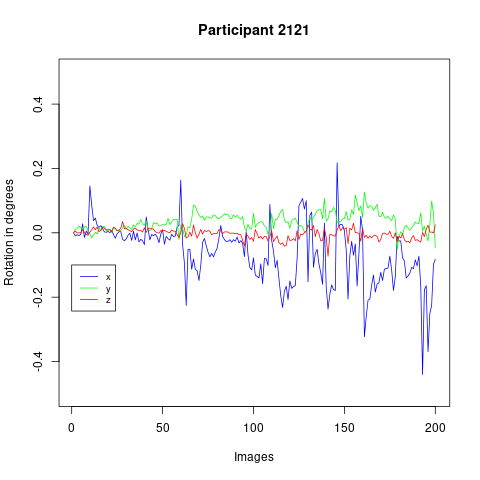 Participant 2121
Rotation in degrees
0.4
0.2
0.0
-0.2
-0.4
x
y
z
0 50 100 150 200
Images